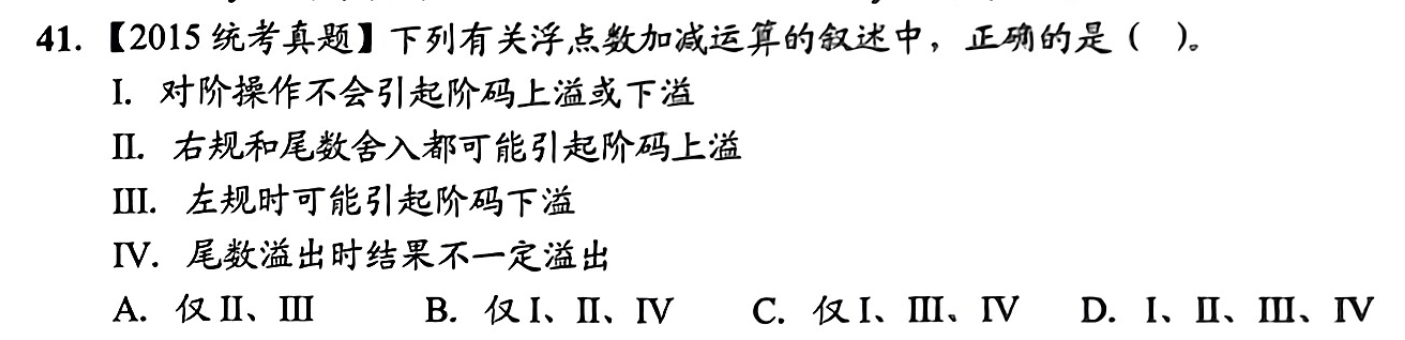 41. 【2015 统考真题】下列有关浮点数加减运算的叙述中，正确的是（ ）。
I. 对阶操作不会引起阶码上溢或下溢
II. 右规和尾数舍入都可能引起阶码上溢
III. 左规时可能引起阶码下溢
IV. 尾数溢出时结果不一定溢出
A. 仅 II、III B. 仅 I、II、IV C. 仅 I、III、IV D. I、II、III、IV